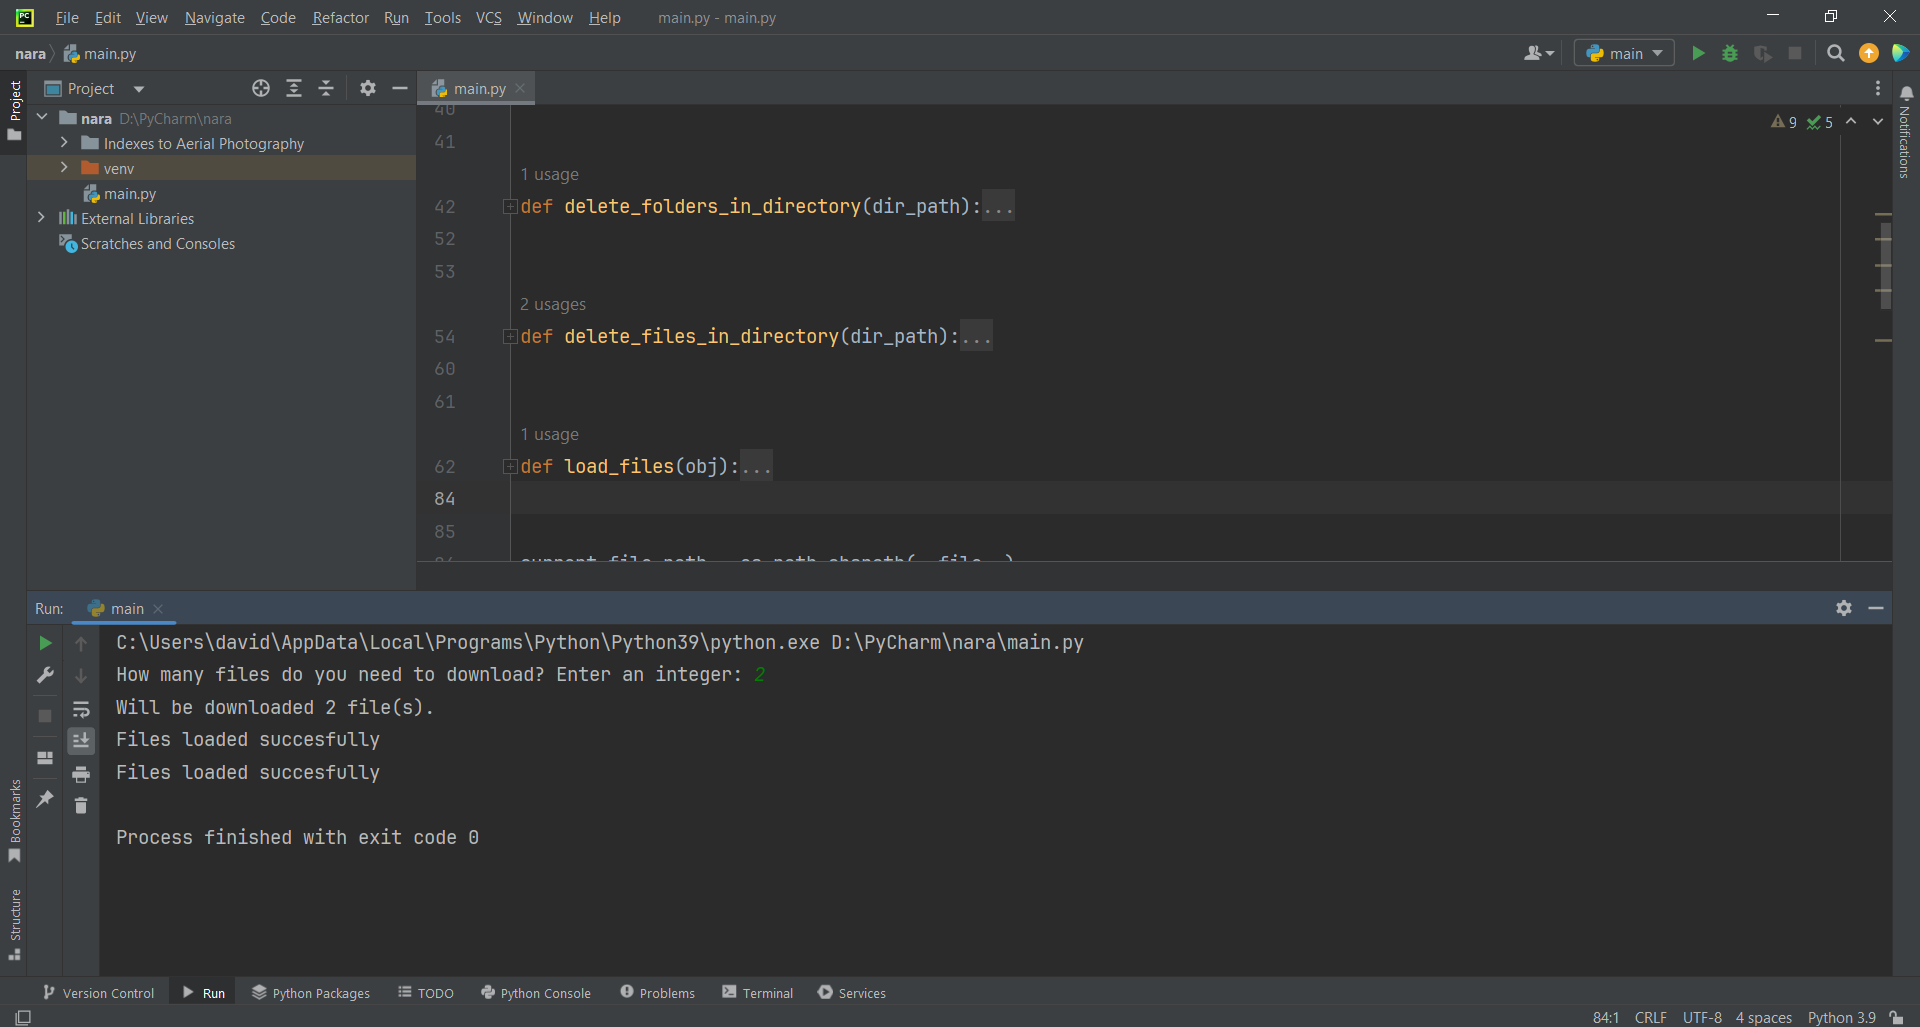 File Edit View Navigate Code Refactor Run Tools VCS Window Help main.py - main.py
nara main.py
main
Project
Project
main.py
nara D:\PyCharm\nara
Indexes to Aerial Photography
venv
main.py
External Libraries
Scratches and Consoles
9 5
Notifications
40
41
1 usage
42 def delete_folders_in_directory(dir_path):...
52
53
2 usages
54 def delete_files_in_directory(dir_path):...
60
61
1 usage
62 def load_files(obj):...
84
85
Run: main
C:\Users\david\AppData\Local\Programs\Python\Python39\python.exe D:\PyCharm\nara\main.py
How many files do you need to download? Enter an integer: 2
Will be downloaded 2 file(s).
Files loaded succesfully
Files loaded succesfully
Process finished with exit code 0
Bookmarks
Structure
Version Control Run Python Packages TODO Python Console Problems Terminal Services
84:1 CRLF UTF-8 4 spaces Python 3.9